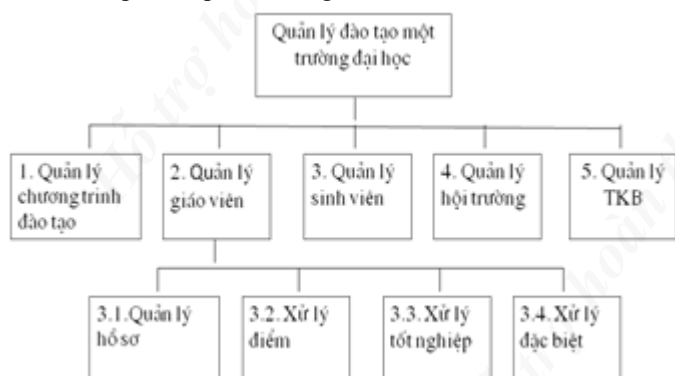 Quản lý đào tạo một
trường đại học
1. Quản lý
chương trình
đào tạo
2. Quản lý
giáo viên
3. Quản lý
sinh viên
4. Quản lý
hội trường
5. Quản lý
TKB
3.1.Quản lý
hồ sơ
3.2. Xử lý
điểm
3.3. Xử lý
tốt nghiệp
3.4. Xử lý
đặc biệt